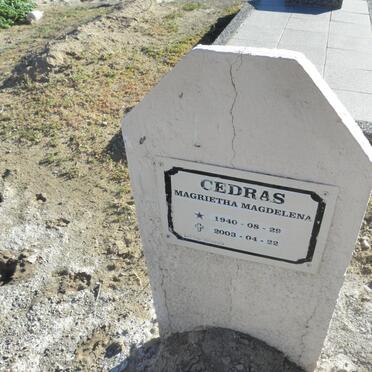 CEDRAS
MAGRIETHA MAGDELENA
1940 - 08 - 29
2003 - 04 - 22